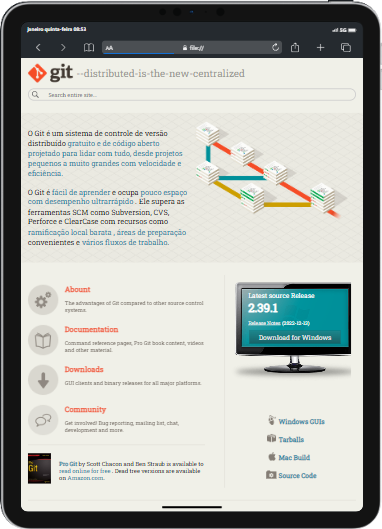 Janeiro quinta-feira 08:53
5G
AA
file://
git --distributed-is-the-new-centralized
Search entire site...
O Git é um sistema de controle de versão
distribuído gratuito e de código aberto
projetado para lidar com tudo, desde projetos
pequenos a muito grandes com velocidade e
eficiência.
O Git é fácil de aprender e ocupa pouco espaço
com desempenho ultrarrápido . Ele supera as
ferramentas SCM como Subversion, CVS,
Perforce e ClearCase com recursos como
ramificação local barata , áreas de preparação
convenientes e vários fluxos de trabalho.
Abount
The advantages of Git compared to other source control
systems.
Documentation
Command reference pages, Pro Git book content, videos
and other material.
Downloads
GUI clients and binary releases for all major platforms.
Community
Get involved! Bug reporting, mailing list, chat,
development and more.
Git
Pro Git by Scott Chacon and Ben Straub is available to
read online for free . Dead tree versions are available
on Amazon.com.
Latest source Release
2.39.1
Release Notes (2022-12-13)
Download for Windows
Windows GUIs
Tarballs
Mac Build
Source Code